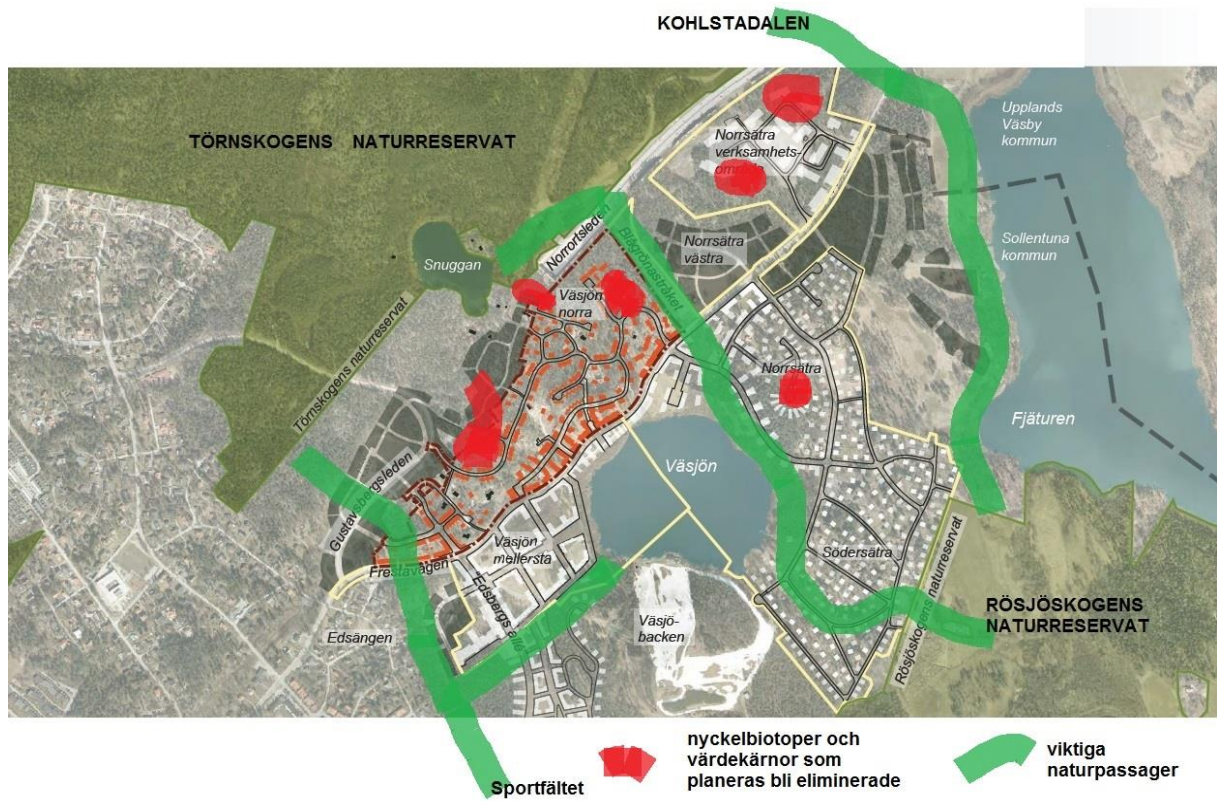 KOHLSTADALEN
TÖRNSKOGENS NATURRESERVAT
Upplands
Väsby
kommun
Norrsätra
verksamhets-
område
Norrortsleden
Blågrönastråket
Snuggan
Norrsätra
västra
Sollentuna
kommun
Väsjön
norra
Törnskogens naturreservat
Norrsätra
Fjäturen
Väsjön
Gustavsbergsleden
Väsjön
mellersta
Södersätra
Frestavägen
Edsbergs allé
Edsängen
Väsjö-
backen
Rösjöskogens naturreservat
RÖSJÖSKOGENS
NATURRESERVAT
Sportfältet
nyckelbiotoper och
värdekärnor som
planeras bli eliminerade
viktiga
naturpassager